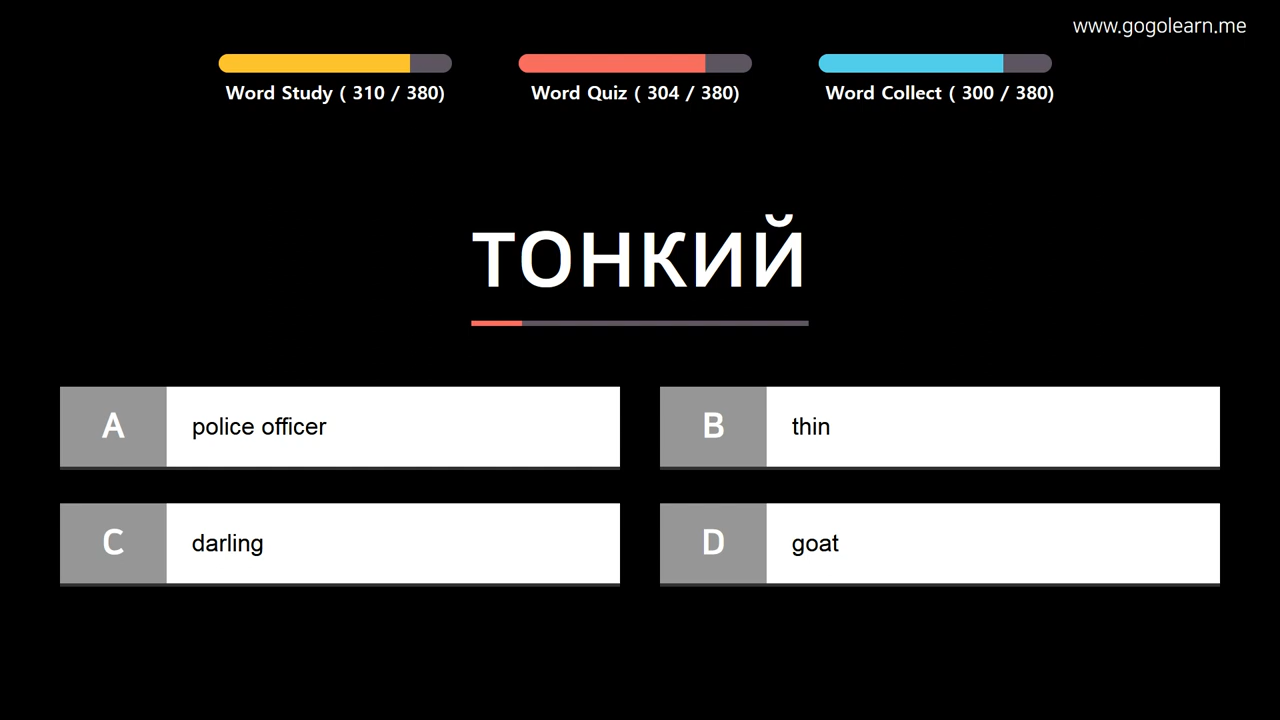 www.gogolearn.me
Word Study ( 310 / 380)
Word Quiz ( 304 / 380)
Word Collect ( 300 / 380)
тонкий
A police officer
B thin
C darling
D goat